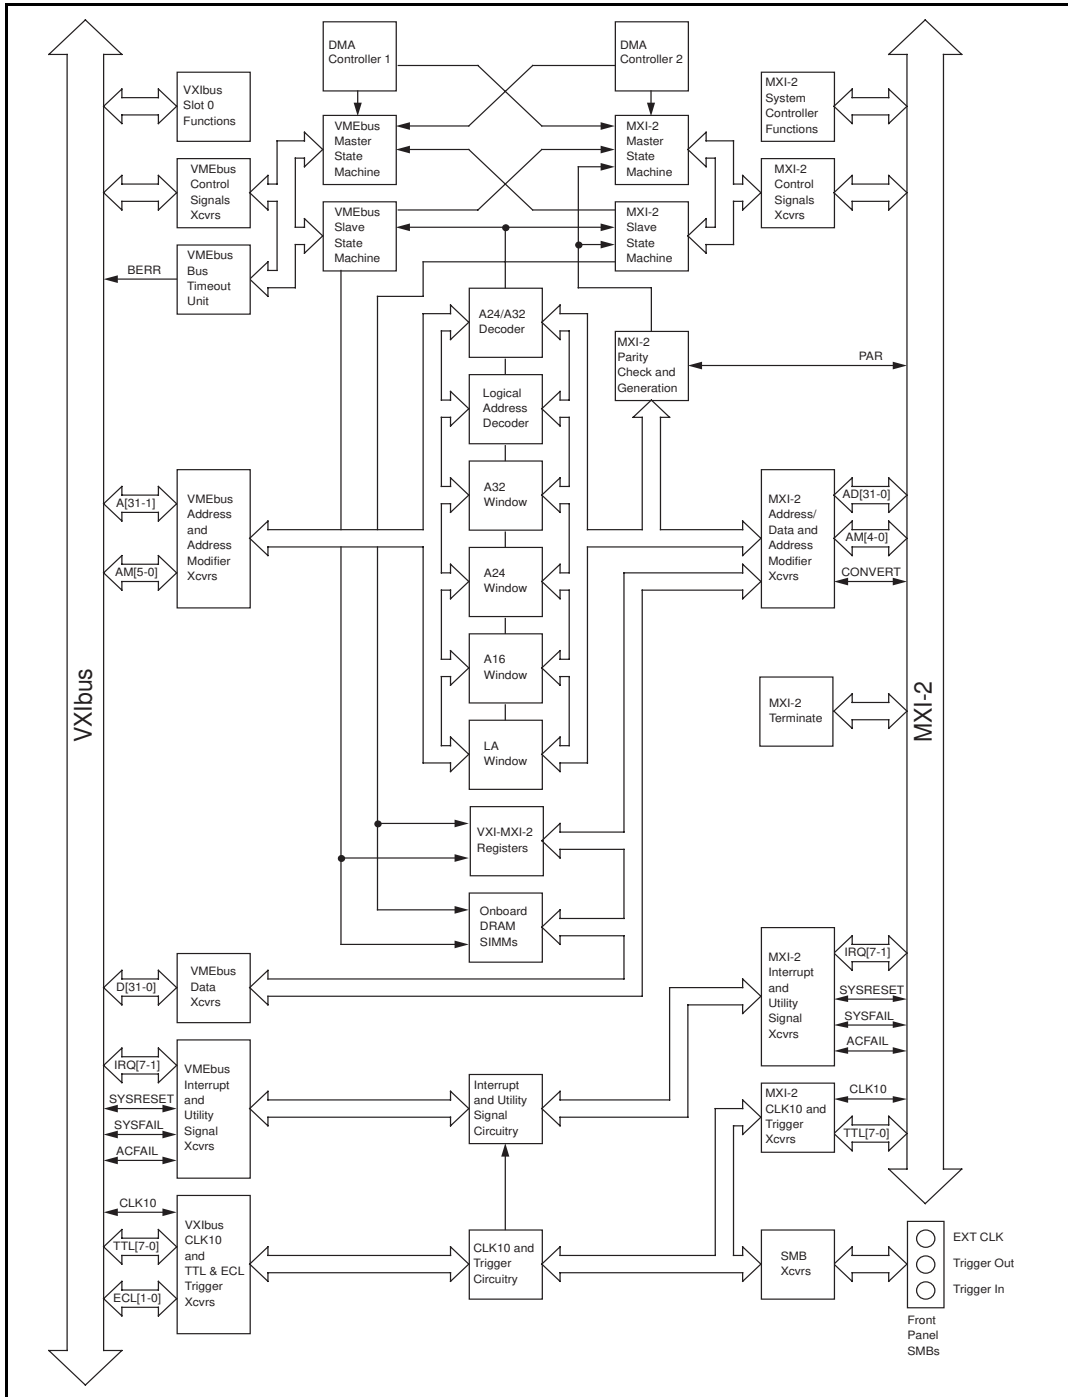 DMA
Controller 1
DMA
Controller 2
VXIbus
Slot 0
Functions
VMEbus
Master
State
Machine
MXI-2
Master
State
Machine
MXI-2
System
Controller
Functions
VMEbus
Control
Signals
Xcvrs
MXI-2
Control
Signals
Xcvrs
VMEbus
Slave
State
Machine
MXI-2
Slave
State
Machine
BERR
VMEbus
Bus
Timeout
Unit
A24/A32
Decoder
MXI-2
Parity
Check and
Generation
PAR
Logical
Address
Decoder
A[31-1]
AM[5-0]
VMEbus
Address
and
Address
Modifier
Xcvrs
A32
Window
MXI-2
Address/
Data and
Address
Modifier
Xcvrs
AD[31-0]
AM[4-0]
CONVERT
A24
Window
A16
Window
LA
Window
VXIbus
MXI-2
Terminate
MXI-2
VXI-MXI-2
Registers
Onboard
DRAM
SIMMs
D[31-0]
VMEbus
Data
Xcvrs
MXI-2
Interrupt
and
Utility
Signal
Xcvrs
IRQ[7-1]
SYSRESET
SYSFAIL
ACFAIL
IRQ[7-1]
SYSRESET
SYSFAIL
ACFAIL
VMEbus
Interrupt
and
Utility
Signal
Xcvrs
Interrupt
and Utility
Signal
Circuitry
MXI-2
CLK10 and
Trigger
Xcvrs
CLK10
TTL[7-0]
CLK10
TTL[7-0]
ECL[1-0]
VXIbus
CLK10
and
TTL & ECL
Trigger
Xcvrs
CLK10 and
Trigger
Circuitry
SMB
Xcvrs
EXT CLK
Trigger Out
Trigger In
Front
Panel
SMBs